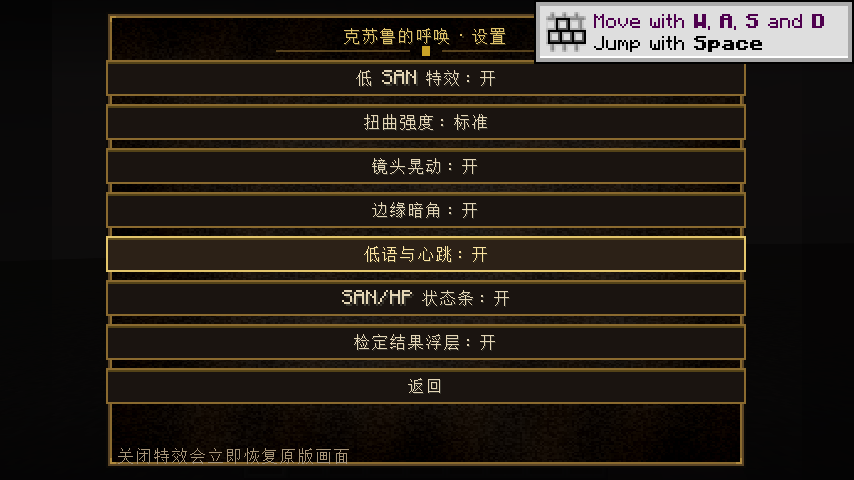 克苏鲁的呼唤 · 设置
Move with W, A, S and D
Jump with Space
低 SAN 特效：开
扭曲强度：标准
镜头晃动：开
边缘暗角：开
低语与心跳：开
SAN/HP 状态条：开
检定结果浮层：开
返回
关闭特效会立即恢复原版画面